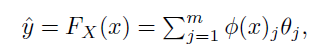 ŷ = F_X(x) = ∑_{j=1}^{m} ϕ(x)_j θ_j,